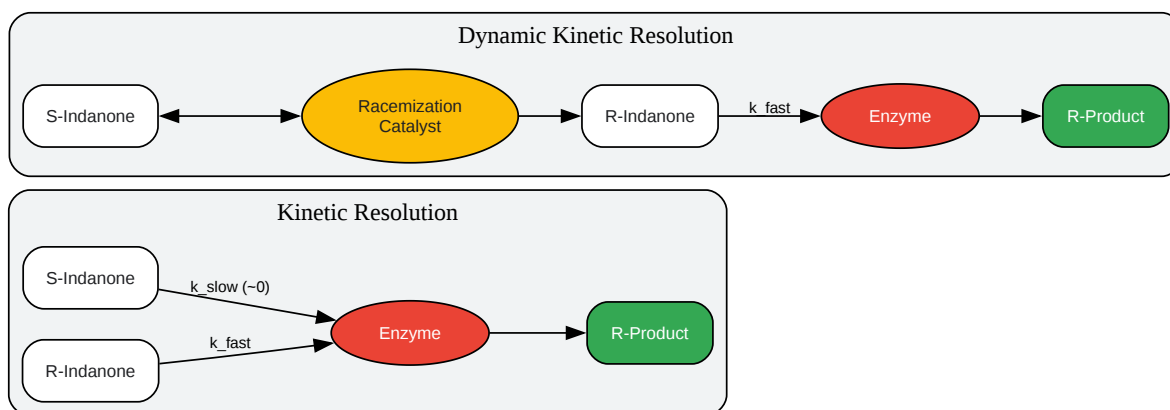 Dynamic Kinetic Resolution
S-Indanone
Racemization
Catalyst
R-Indanone
k_fast
Enzyme
R-Product
Kinetic Resolution
S-Indanone
k_slow (~0)
R-Indanone
k_fast
Enzyme
R-Product